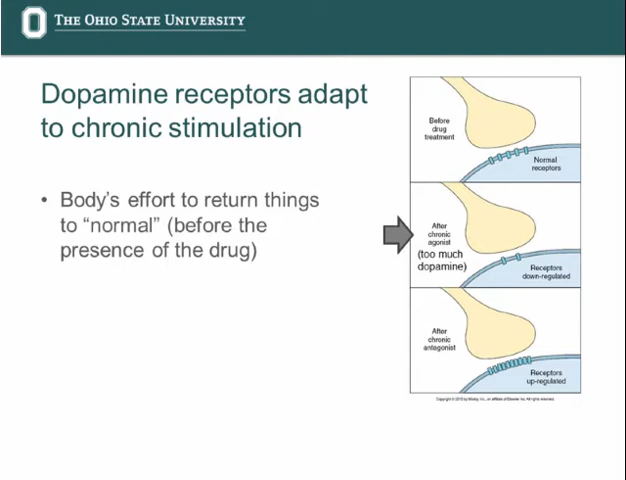 THE OHIO STATE UNIVERSITY
Dopamine receptors adapt
to chronic stimulation
• Body's effort to return things
to "normal" (before the
presence of the drug)
Before
drug
treatment
Normal
receptors
After
chronic
agonist
(too much
dopamine)
Receptors
down-regulated
After
chronic
antagonist
Receptors
up-regulated